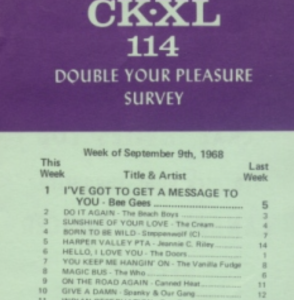 CK·XL
114
DOUBLE YOUR PLEASURE
SURVEY
Week of September 9th, 1968
This Week Title & Artist Last Week
1 I'VE GOT TO GET A MESSAGE TO
YOU - Bee Gees 5
2 DO IT AGAIN - The Beach Boys 3
3 SUNSHINE OF YOUR LOVE - The Cream 4
4 BORN TO BE WILD - Steppenwolf (C) 7
5 HARPER VALLEY PTA - Jeannie C. Riley 14
6 HELLO, I LOVE YOU - The Doors 1
7 YOU KEEP ME HANGIN' ON - The Vanilla Fudge 8
8 MAGIC BUS - The Who 6
9 ON THE ROAD AGAIN - Canned Heat 11
10 GIVE A DAMN - Spanky & Our Gang 12